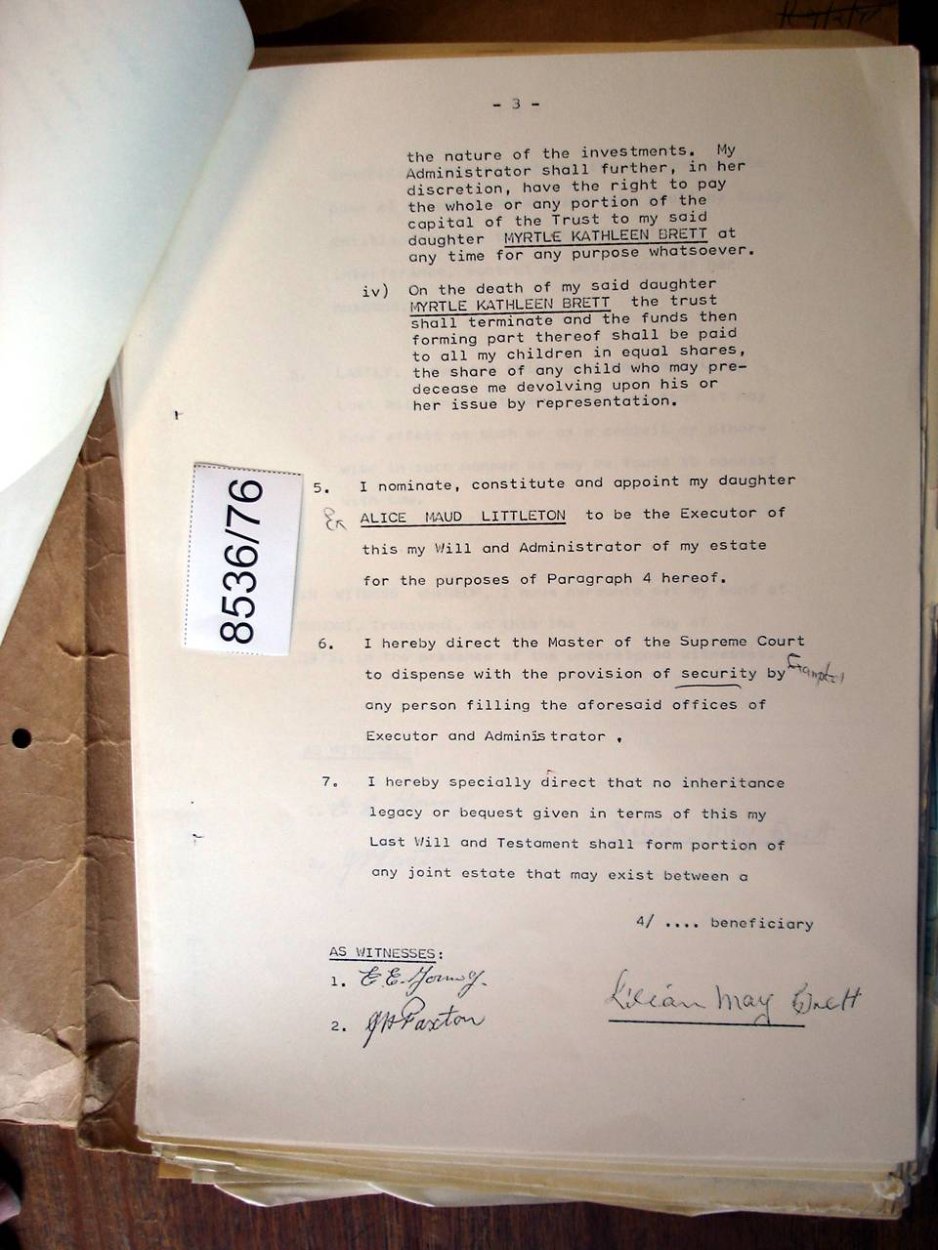 - 3 -
the nature of the investments. My
Administrator shall further, in her
discretion, have the right to pay
the whole or any portion of the
capital of the Trust to my said
daughter MYRTLE KATHLEEN BRETT at
any time for any purpose whatsoever.
iv) On the death of my said daughter
MYRTLE KATHLEEN BRETT the trust
shall terminate and the funds then
forming part thereof shall be paid
to all my children in equal shares,
the share of any child who may pre-
decease me devolving upon his or
her issue by representation.
8536/76
5. I nominate, constitute and appoint my daughter
Ex ALICE MAUD LITTLETON to be the Executor of
this my Will and Administrator of my estate
for the purposes of Paragraph 4 hereof.
6. I hereby direct the Master of the Supreme Court
to dispense with the provision of security by
any person filling the aforesaid offices of
Executor and Administrator .
7. I hereby specially direct that no inheritance
legacy or bequest given in terms of this my
Last Will and Testament shall form portion of
any joint estate that may exist between a
4/ .... beneficiary
AS WITNESSES:
1. E.E. Young.
2. Paxton
Lilian May Brett